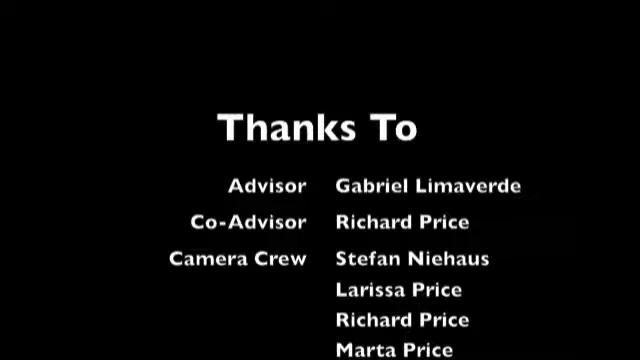 Thanks To
Advisor Gabriel Limaverde
Co-Advisor Richard Price
Camera Crew Stefan Niehaus
Larissa Price
Richard Price
Marta Price